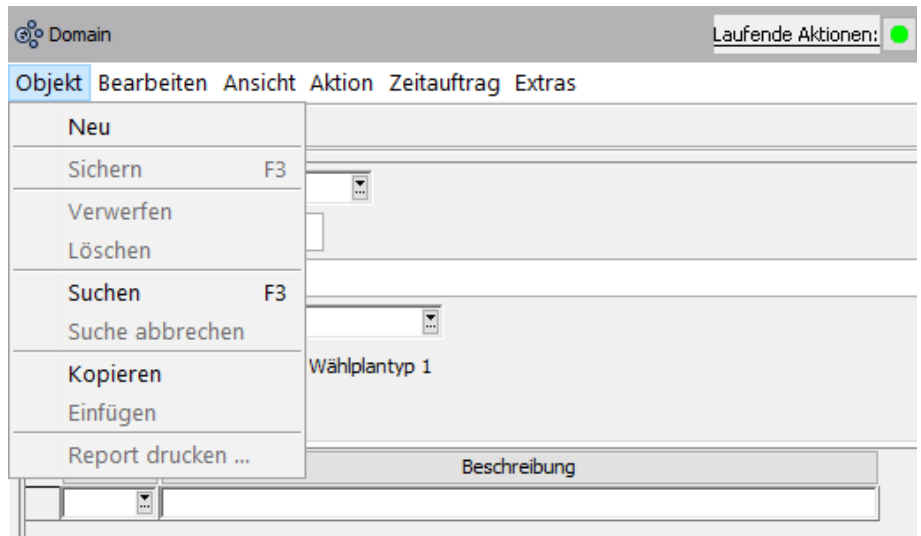 Domain Laufende Aktionen:
Objekt Bearbeiten Ansicht Aktion Zeitauftrag Extras
Neu
Sichern F3
Verwerfen
Löschen
Suchen F3
Suche abbrechen
Wählplantyp 1
Kopieren
Einfügen
Report drucken ...
Beschreibung